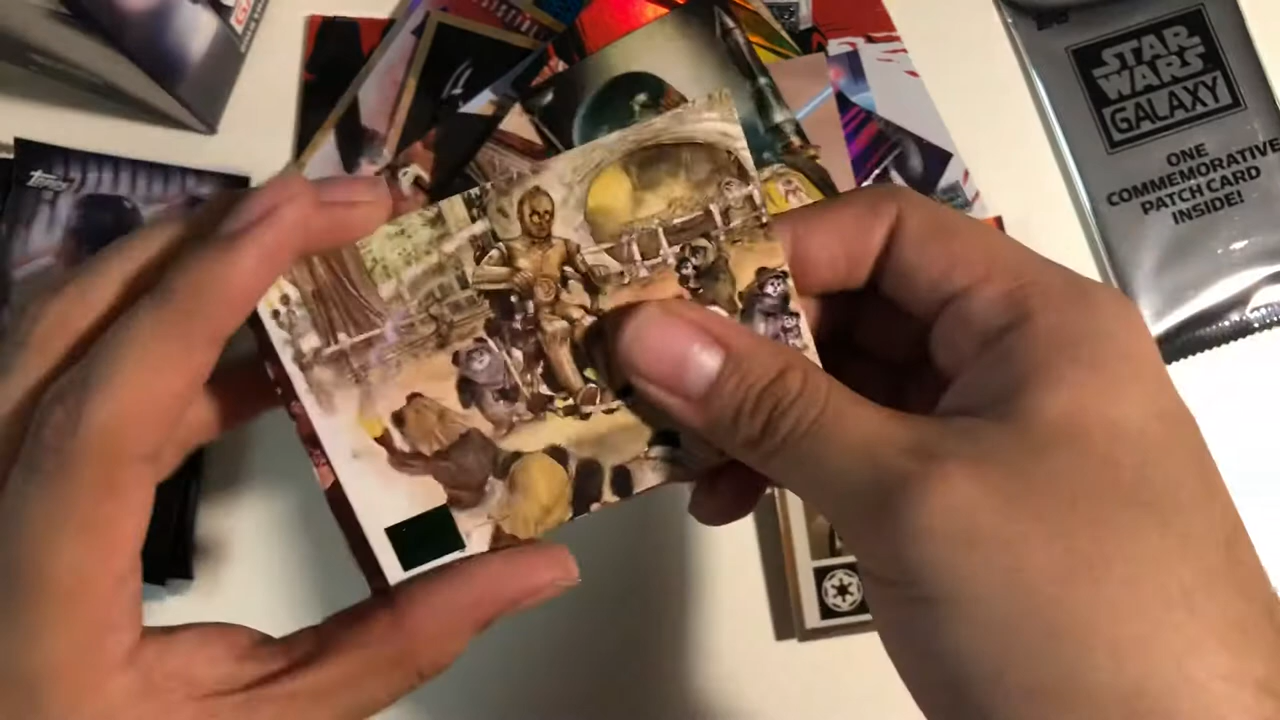 topps
STAR
WARS
GALAXY
ONE
COMMEMORATIVE
PATCH CARD
INSIDE!